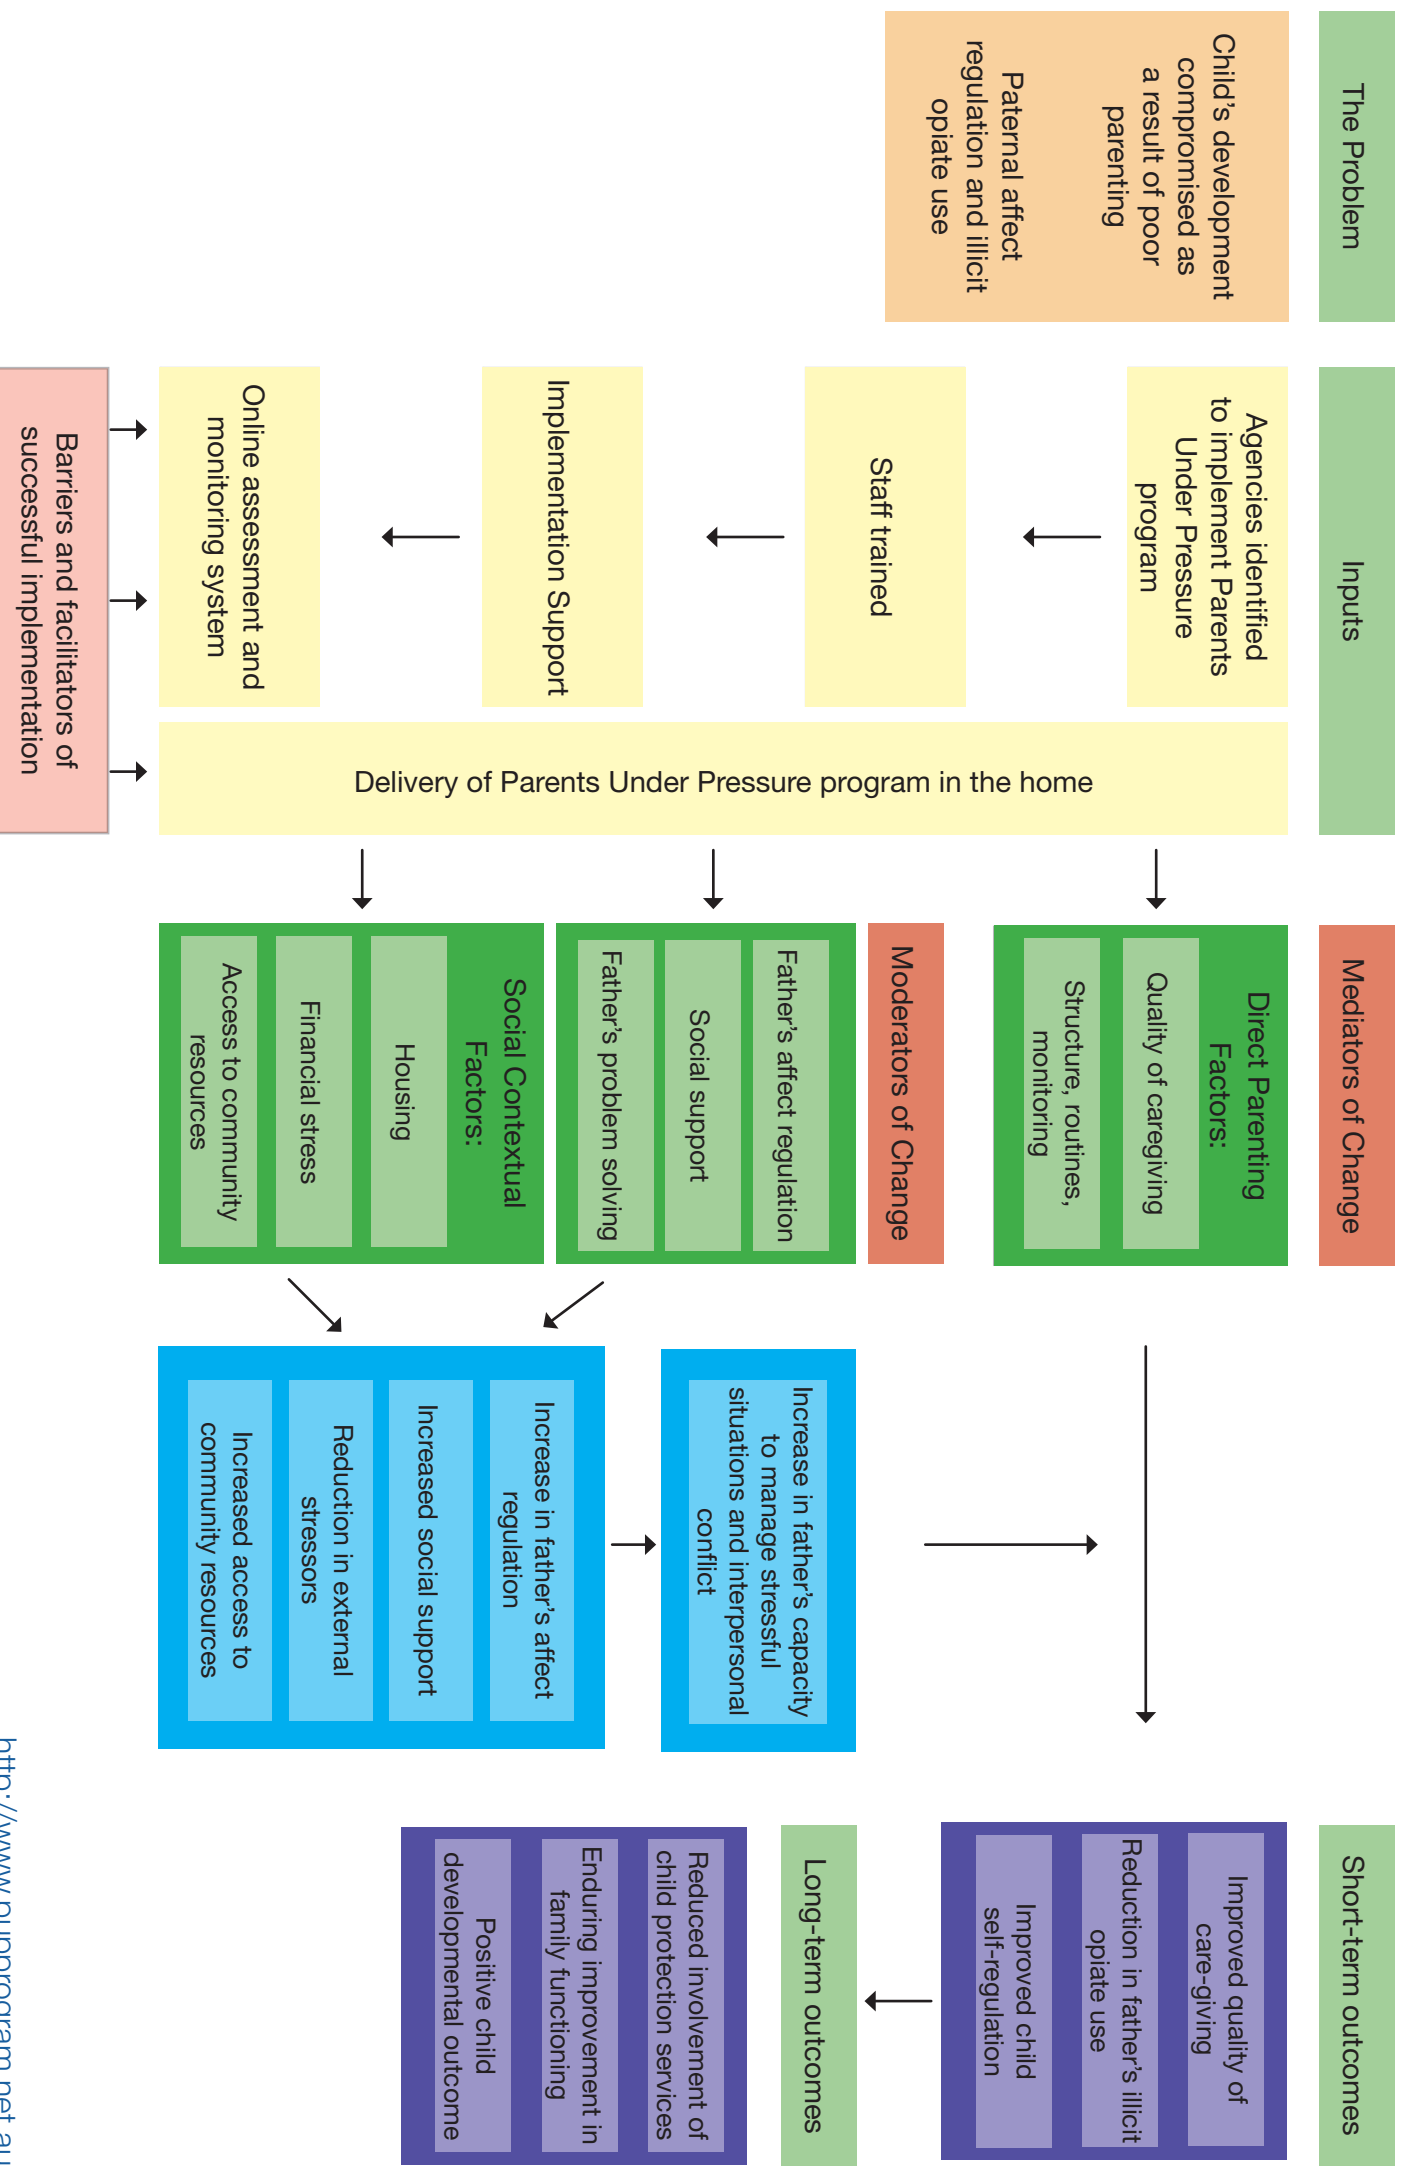 The Problem
Child's development
compromised as
a result of poor
parenting
Paternal affect
regulation and illicit
opiate use
Inputs
Agencies identified
to implement Parents
Under Pressure
program
Staff trained
Implementation Support
Online assessment and
monitoring system
Delivery of Parents Under Pressure program in the home
Barriers and facilitators of
successful implementation
Mediators of Change
Direct Parenting
Factors:
Quality of caregiving
Structure, routines,
monitoring
Moderators of Change
Father's affect regulation
Social support
Father's problem solving
Social Contextual
Factors:
Housing
Financial stress
Access to community
resources
Increase in father's capacity
to manage stressful
situations and interpersonal
conflict
Increase in father's affect
regulation
Increased social support
Reduction in external
stressors
Increased access to
community resources
Short-term outcomes
Improved quality of
care-giving
Reduction in father's illicit
opiate use
Improved child
self-regulation
Long-term outcomes
Reduced involvement of
child protection services
Enduring improvement in
family functioning
Positive child
developmental outcome
http://www.pupprogram.net.au